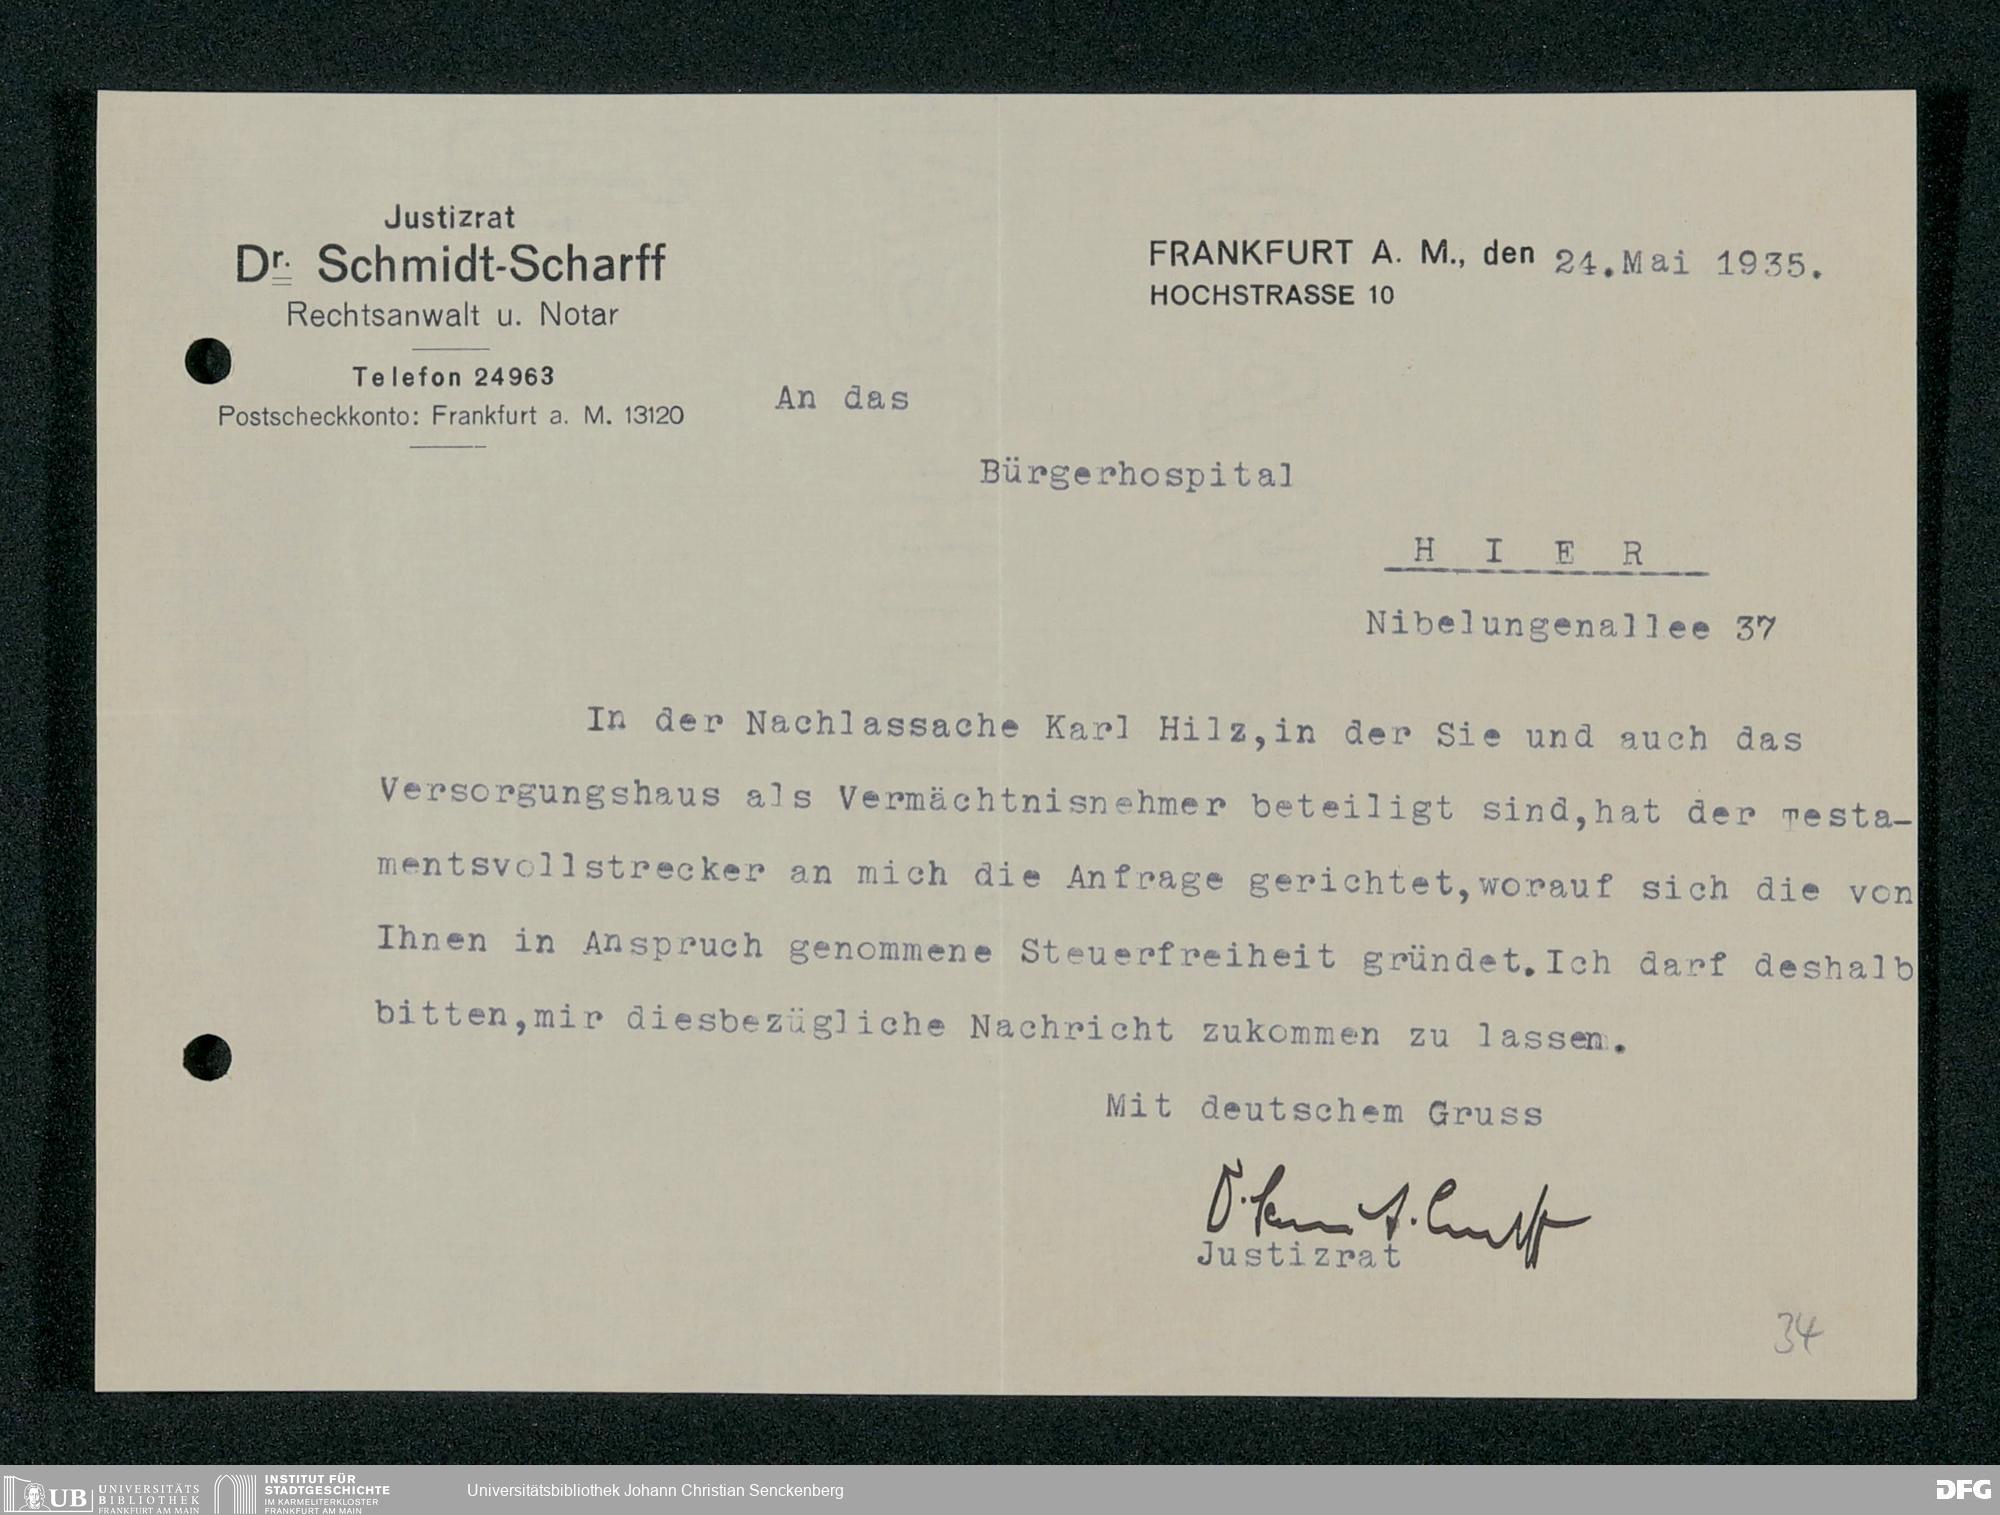 Justizrat
Dr. Schmidt-Scharff
Rechtsanwalt u. Notar
Telefon 24963
Postscheckkonto: Frankfurt a. M. 13120
FRANKFURT A. M., den 24.Mai 1935.
HOCHSTRASSE 10
An das
Bürgerhospital
H I E R
Nibelungenallee 37
In der Nachlassache Karl Hilz,in der Sie und auch das
Versorgungshaus als Vermächtnisnehmer beteiligt sind,hat der Testa-
mentsvollstrecker an mich die Anfrage gerichtet,worauf sich die von
Ihnen in Anspruch genommene Steuerfreiheit gründet.Ich darf deshalb
bitten,mir diesbezügliche Nachricht zukommen zu lassen.
Mit deutschem Gruss
Dr. Schmidt-Scharff
Justizrat
34
UB UNIVERSITÄTS
BIBLIOTHEK
FRANKFURT AM MAIN
INSTITUT FÜR
STADTGESCHICHTE
IM KARMELITERKLOSTER
FRANKFURT AM MAIN
Universitätsbibliothek Johann Christian Senckenberg
DFG